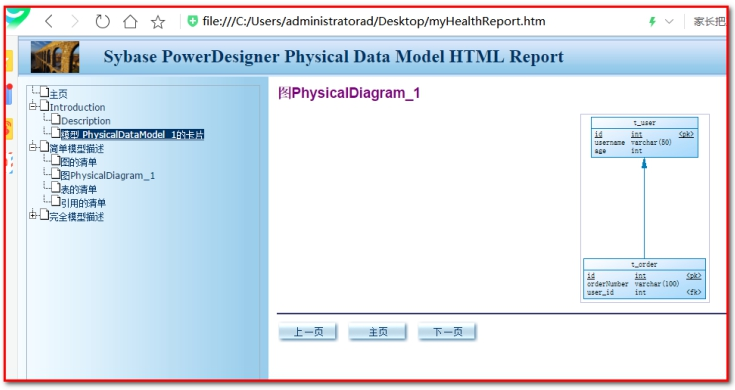 file:///C:/Users/administratorad/Desktop/myHealthReport.htm
家长把
Sybase PowerDesigner Physical Data Model HTML Report
主页
Introduction
Description
模型 PhysicalDataModel_1的卡片
简单模型描述
图的清单
图PhysicalDiagram_1
表的清单
引用的清单
完全模型描述
图PhysicalDiagram_1
t_user
id int <pk>
username varchar(50)
age int
t_order
id int <pk>
orderNumber varchar(100)
user_id int <fk>
上一页 主页 下一页